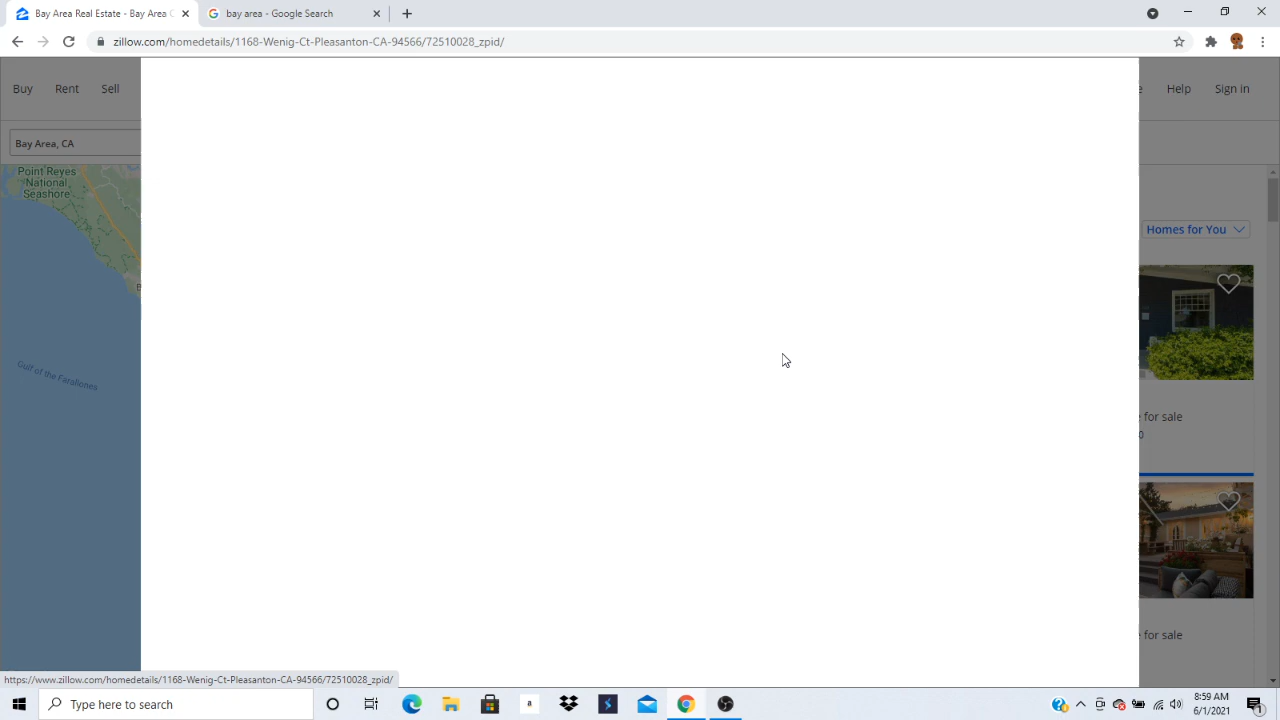 Bay Area Real Estate - Bay Area C
bay area - Google Search
zillow.com/homedetails/1168-Wenig-Ct-Pleasanton-CA-94566/72510028_zpid/
Buy Rent Sell
e Help Sign in
Bay Area, CA
Point Reyes
National
Seashore
Homes for You
B
Gulf of the Farallones
e for sale
0
e for sale
https://www.zillow.com/homedetails/1168-Wenig-Ct-Pleasanton-CA-94566/72510028_zpid/
Type here to search
a
8:59 AM
6/1/2021
1